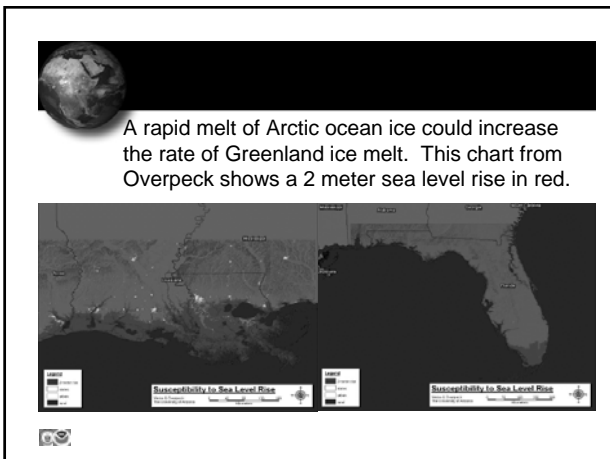 A rapid melt of Arctic ocean ice could increase
the rate of Greenland ice melt.  This chart from
Overpeck shows a 2 meter sea level rise in red.
Susceptibility to Sea Level Rise
Susceptibility to Sea Level Rise